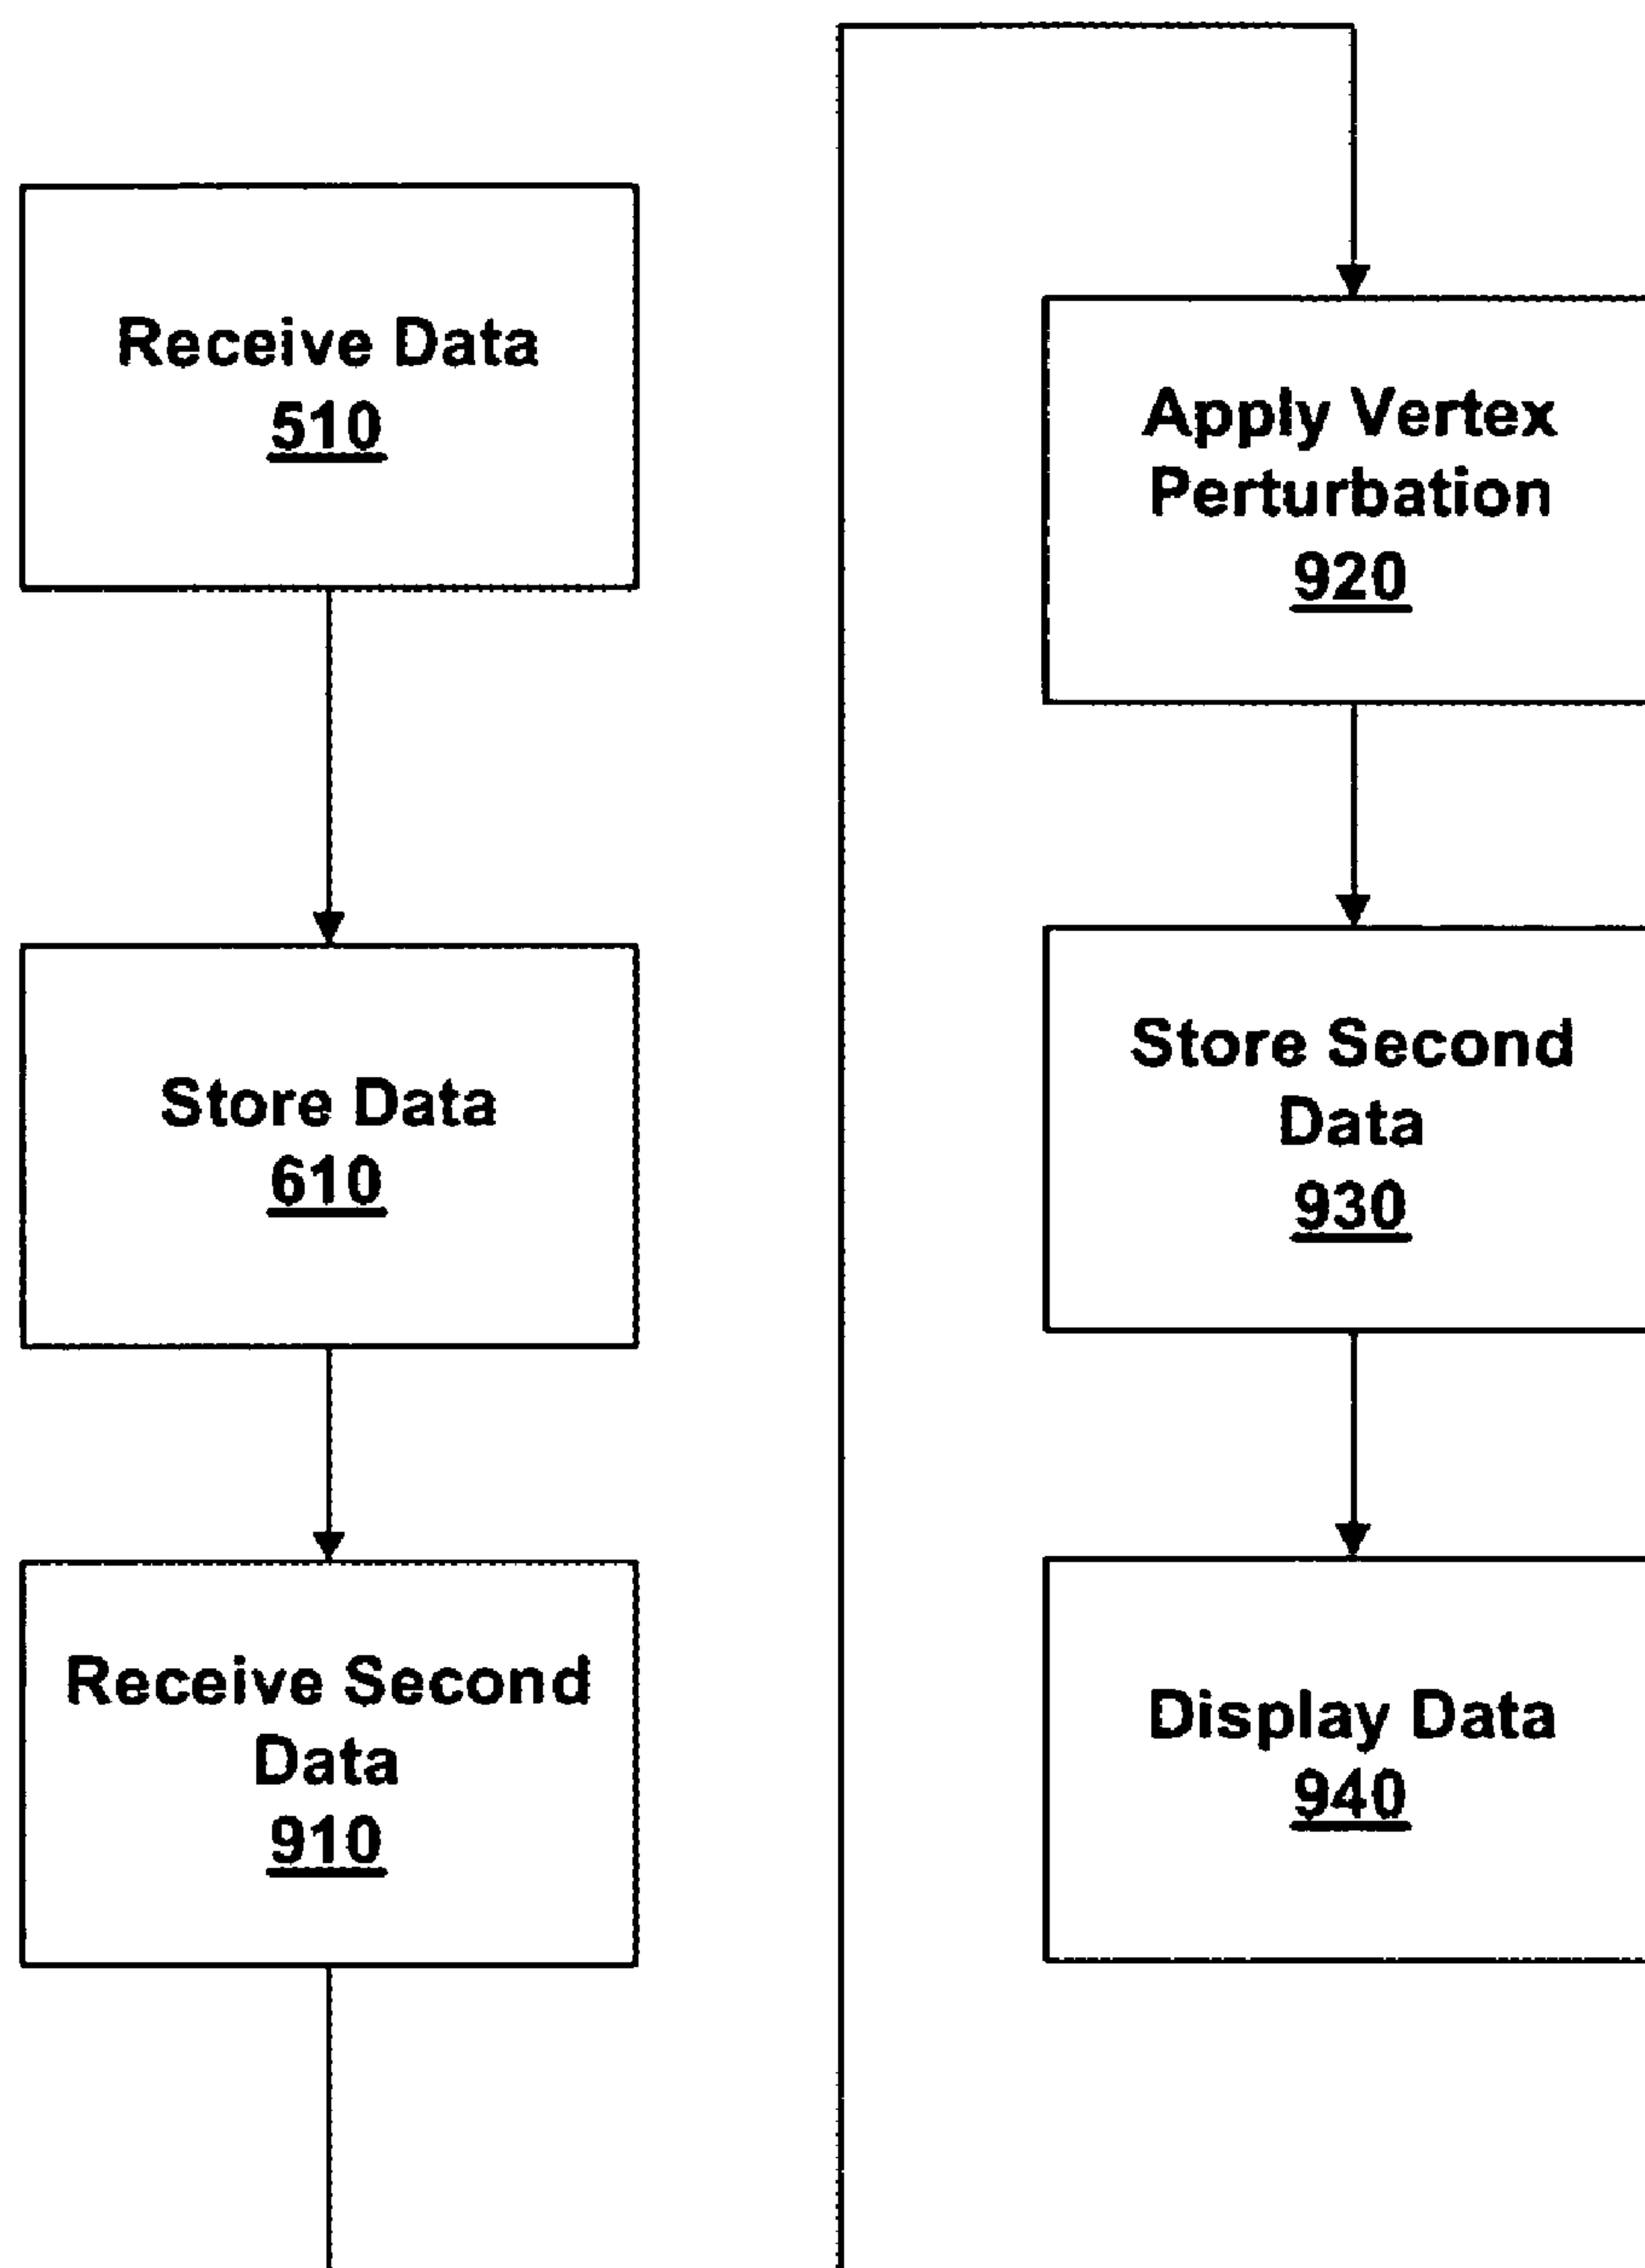 Receive Data
510
Store Data
610
Receive Second
Data
910
Apply Vertex
Perturbation
920
Store Second
Data
930
Display Data
940